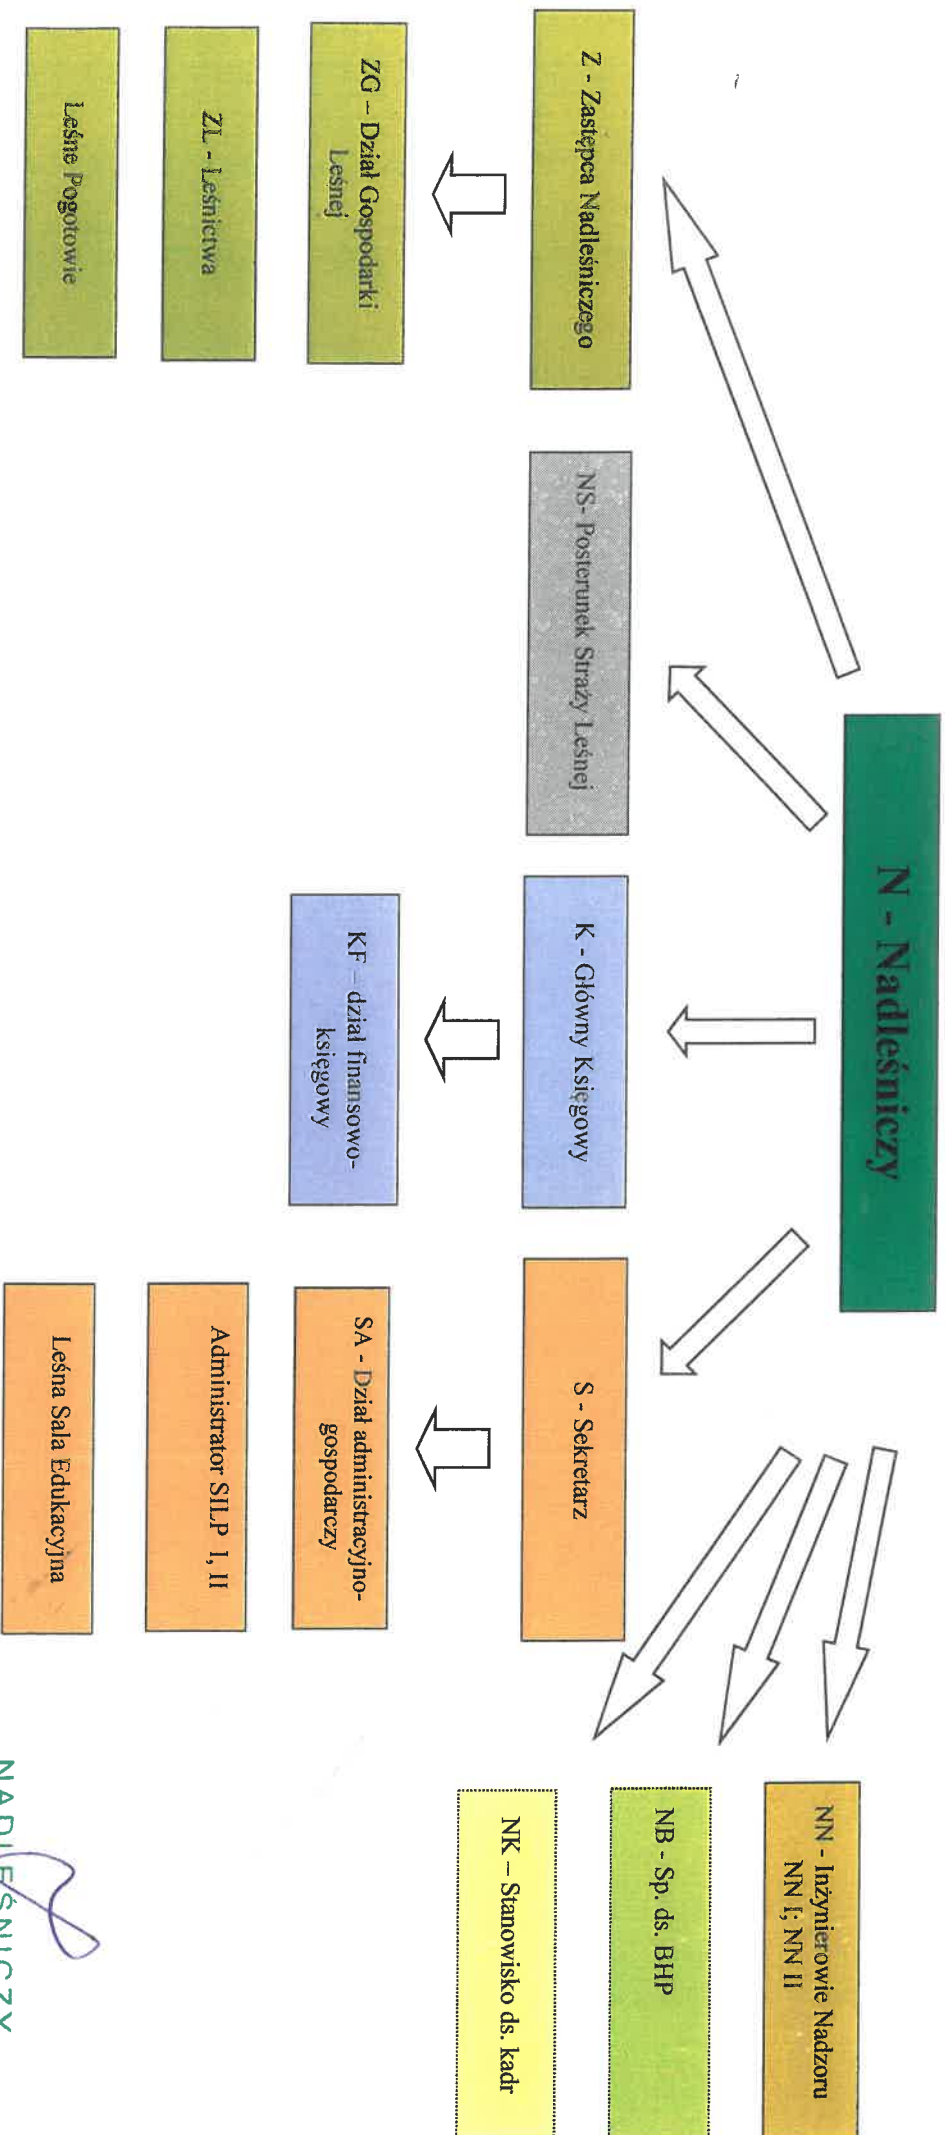 N - Nadleśniczy
Z - Zastępca Nadleśniczego
NS- Posterunek Straży Leśnej
K - Główny Księgowy
S - Sekretarz
NN - Inżynierowie Nadzoru
NN I; NN II
NB - Sp. ds. BHP
NK – Stanowisko ds. kadr
ZG – Dział Gospodarki
Leśnej
ZL - Leśnictwa
Leśne Pogotowie
KF – dział finansowo-
księgowy
SA - Dział administracyjno-
gospodarczy
Administrator SILP I, II
Leśna Sala Edukacyjna
NADLEŚNICZY